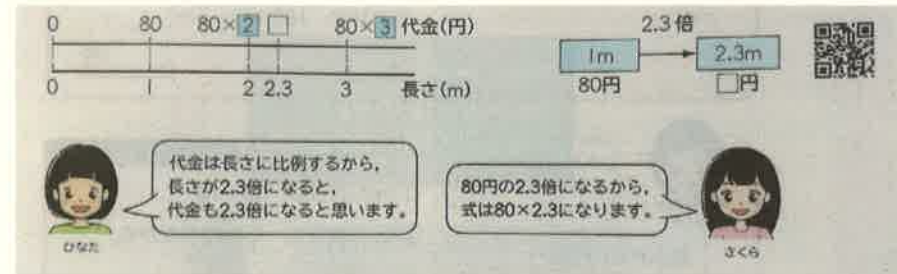 0 80 80×2 □ 80×3 代金(円)
0 1 2 2.3 3 長さ(m)
2.3倍
1m 2.3m
80円 □円
代金は長さに比例するから,
長さが2.3倍になると,
代金も2.3倍になると思います。
ひなた
80円の2.3倍になるから,
式は80×2.3になります。
さくら